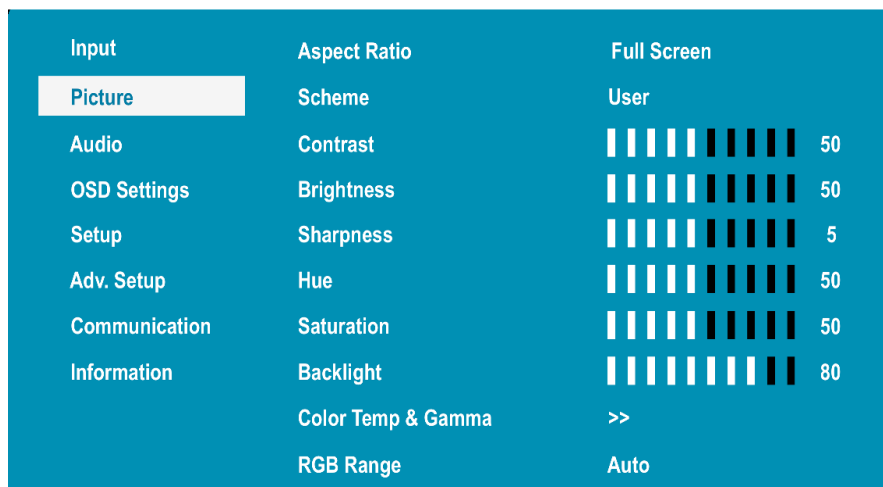 Input
Picture
Audio
OSD Settings
Setup
Adv. Setup
Communication
Information
Aspect Ratio Full Screen
Scheme User
Contrast 50
Brightness 50
Sharpness 5
Hue 50
Saturation 50
Backlight 80
Color Temp & Gamma >>
RGB Range Auto